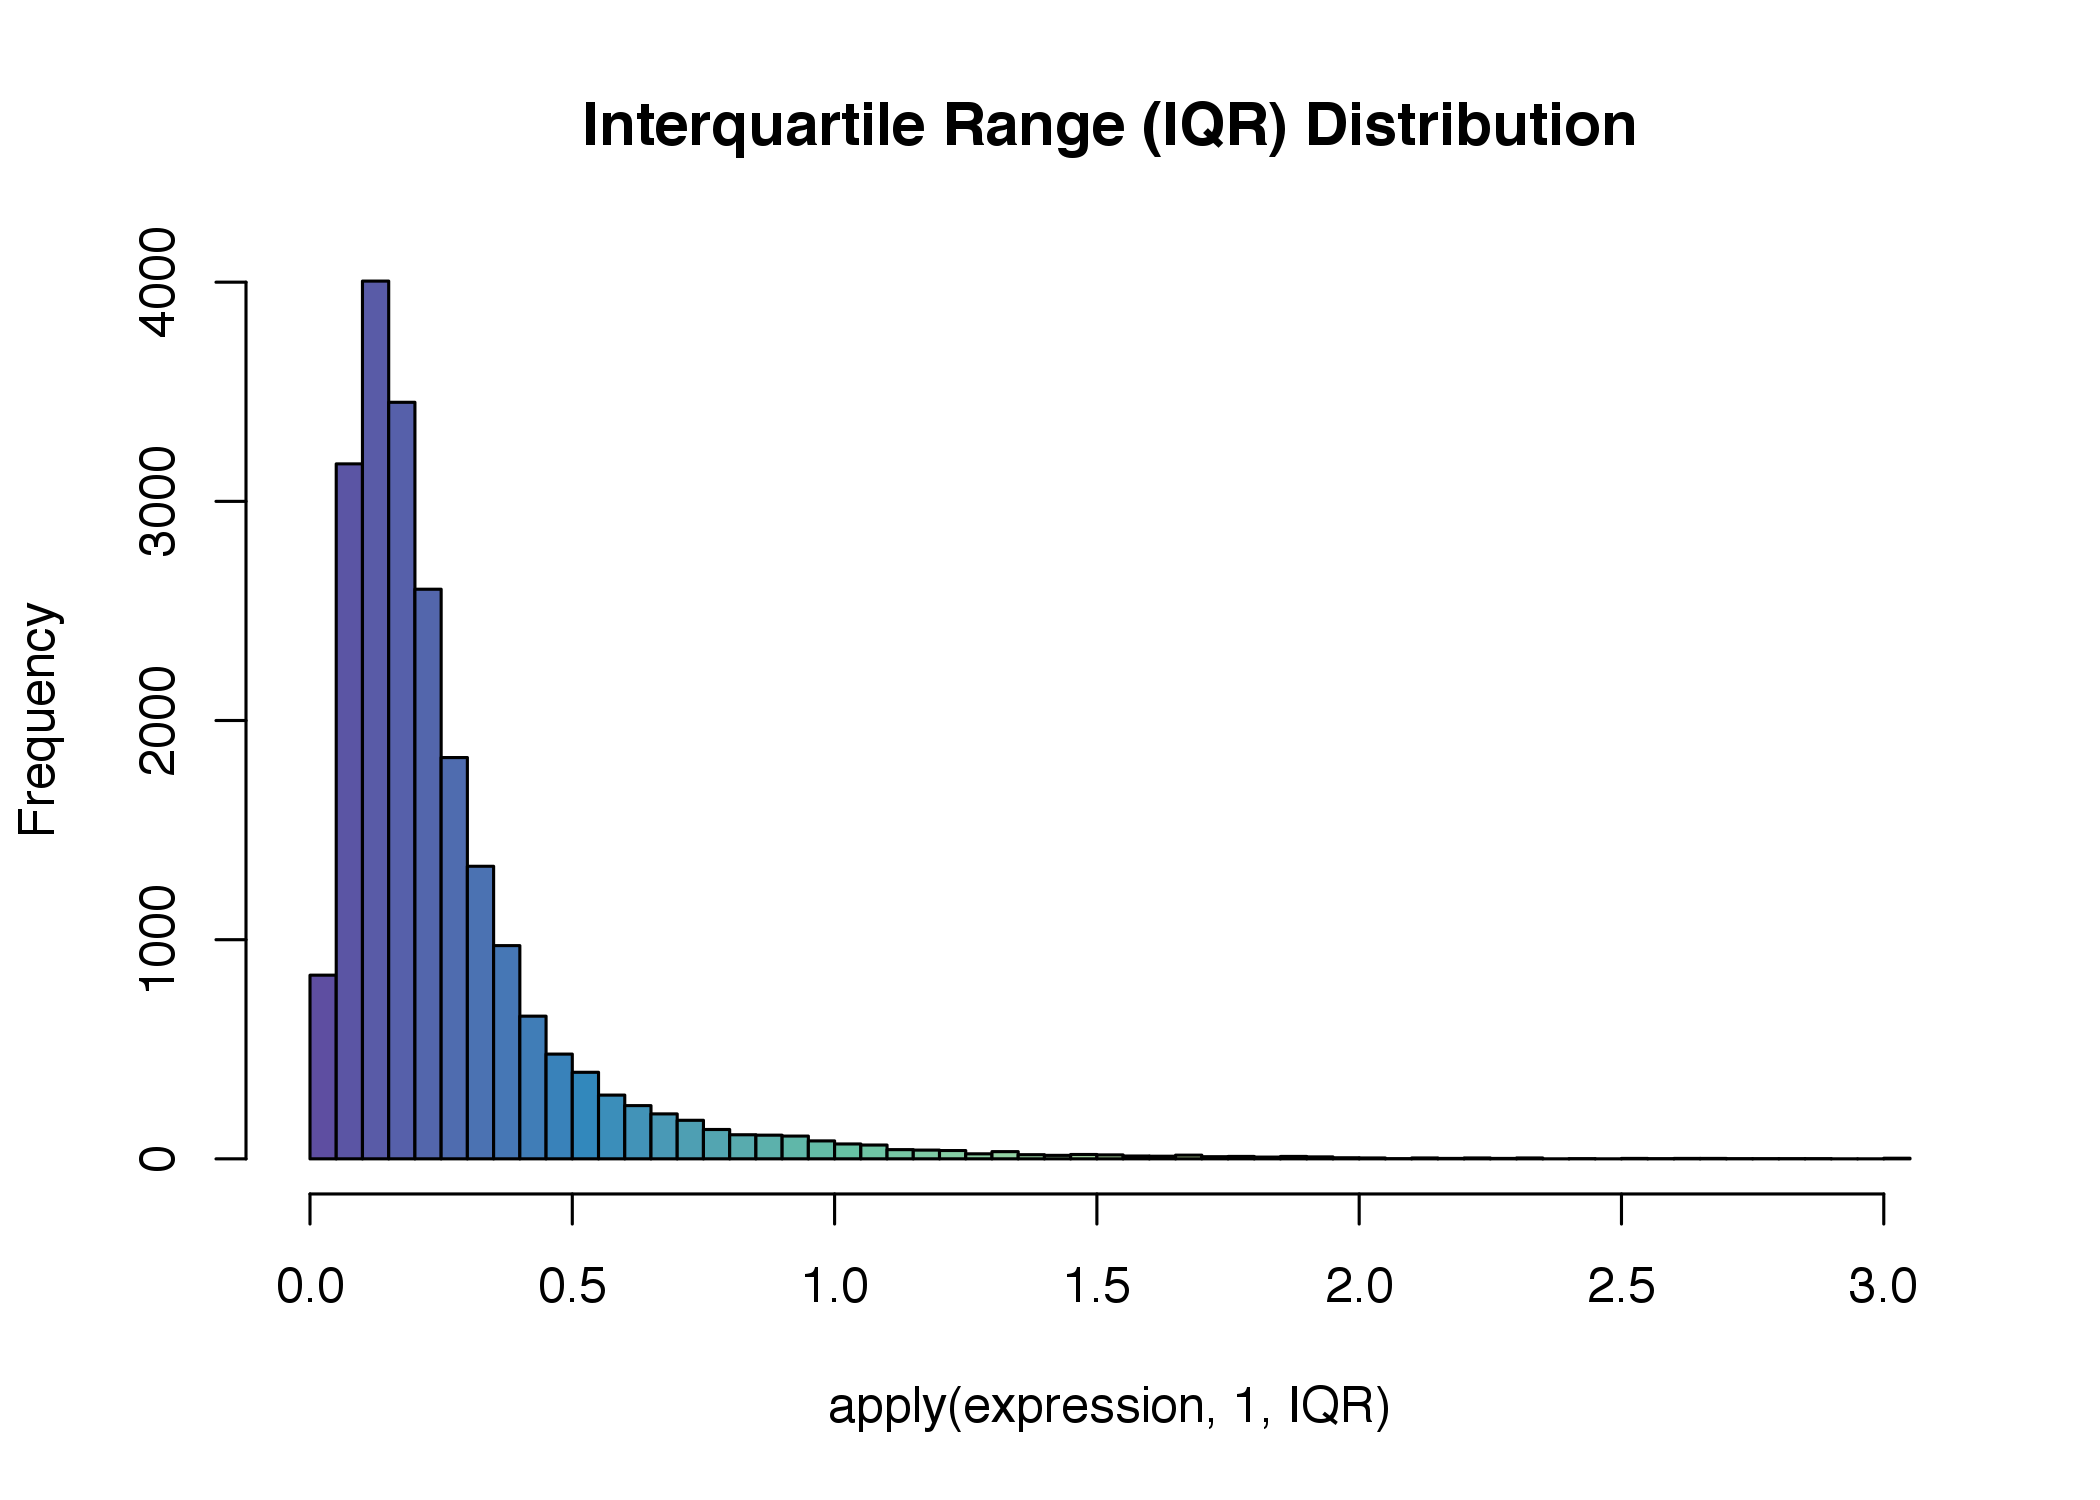 Interquartile Range (IQR) Distribution
Frequency
4000
3000
2000
1000
0
0.0 0.5 1.0 1.5 2.0 2.5 3.0
apply(expression, 1, IQR)